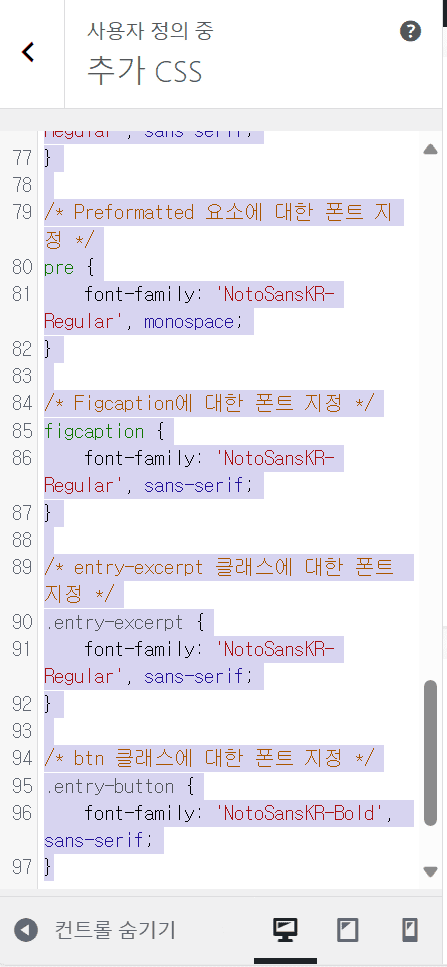 사용자 정의 중
추가 CSS
Regular', sans-serif;
77 }
78
79 /* Preformatted 요소에 대한 폰트 지
정 */
80 pre {
81 font-family: 'NotoSansKR-
Regular', monospace;
82 }
83
84 /* Figcaption에 대한 폰트 지정 */
85 figcaption {
86 font-family: 'NotoSansKR-
Regular', sans-serif;
87 }
88
89 /* entry-excerpt 클래스에 대한 폰트
지정 */
90 .entry-excerpt {
91 font-family: 'NotoSansKR-
Regular', sans-serif;
92 }
93
94 /* btn 클래스에 대한 폰트 지정 */
95 .entry-button {
96 font-family: 'NotoSansKR-Bold',
sans-serif;
97 }
컨트롤 숨기기